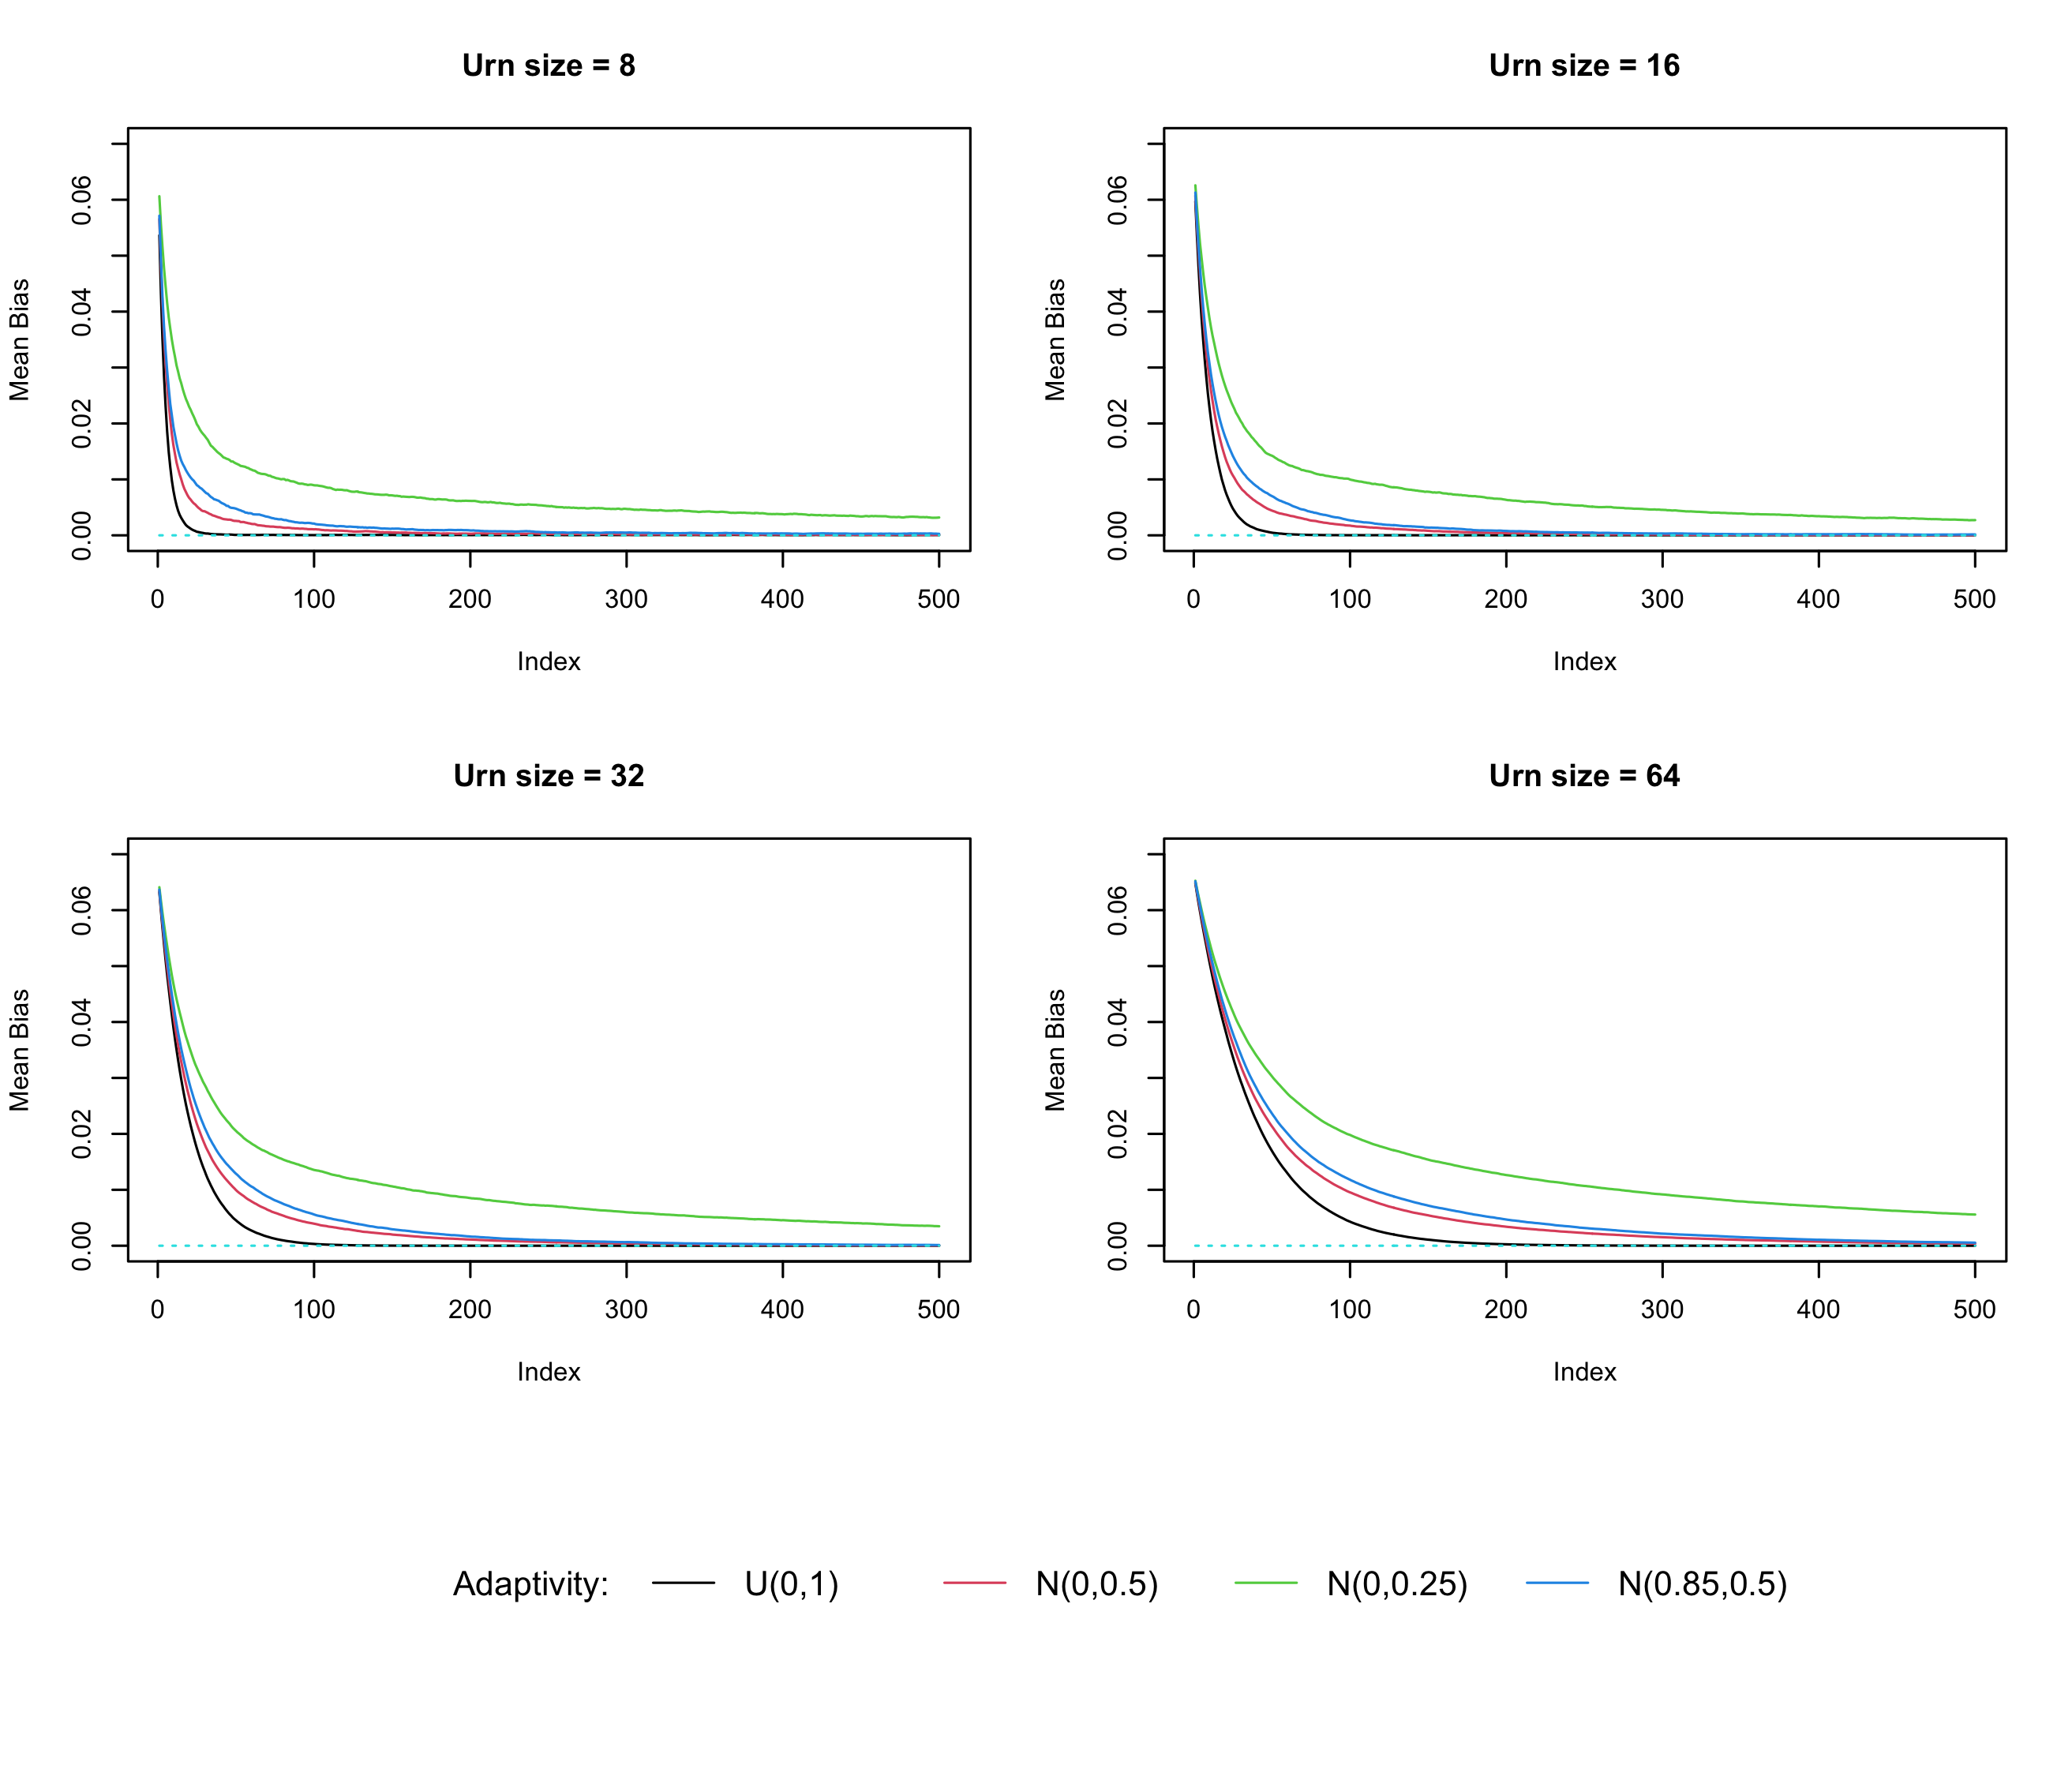 Urn size = 8
Mean Bias
0.00 0.02 0.04 0.06
0 100 200 300 400 500
Index
Urn size = 16
Mean Bias
0.00 0.02 0.04 0.06
0 100 200 300 400 500
Index
Urn size = 32
Mean Bias
0.00 0.02 0.04 0.06
0 100 200 300 400 500
Index
Urn size = 64
Mean Bias
0.00 0.02 0.04 0.06
0 100 200 300 400 500
Index
Adaptivity: U(0,1) N(0,0.5) N(0,0.25) N(0.85,0.5)